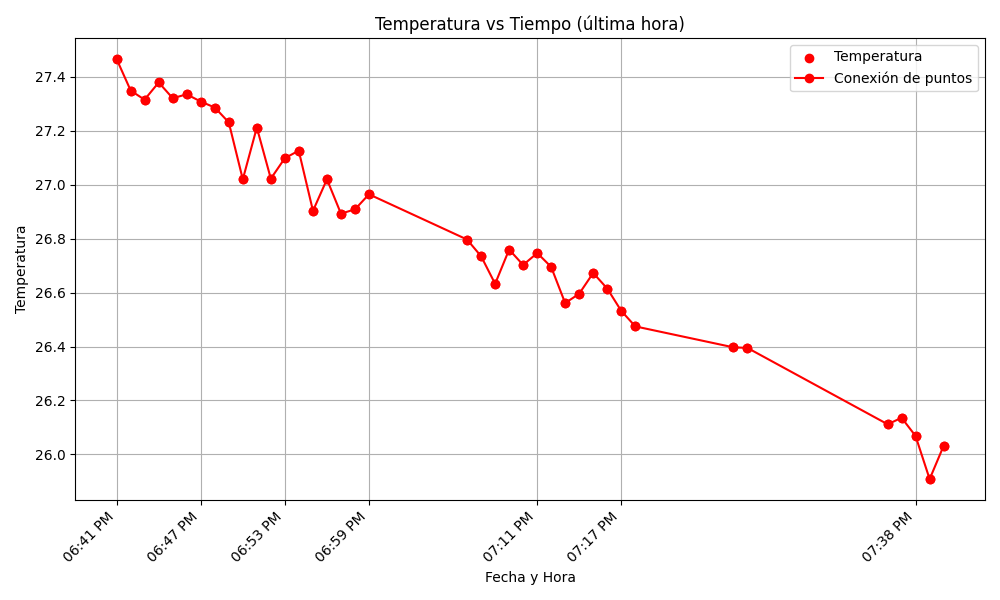 Temperatura vs Tiempo (última hora)
Temperatura
Conexión de puntos
27.4
27.2
27.0
26.8
26.6
26.4
26.2
26.0
Temperatura
06:41 PM
06:47 PM
06:53 PM
06:59 PM
07:11 PM
07:17 PM
07:38 PM
Fecha y Hora